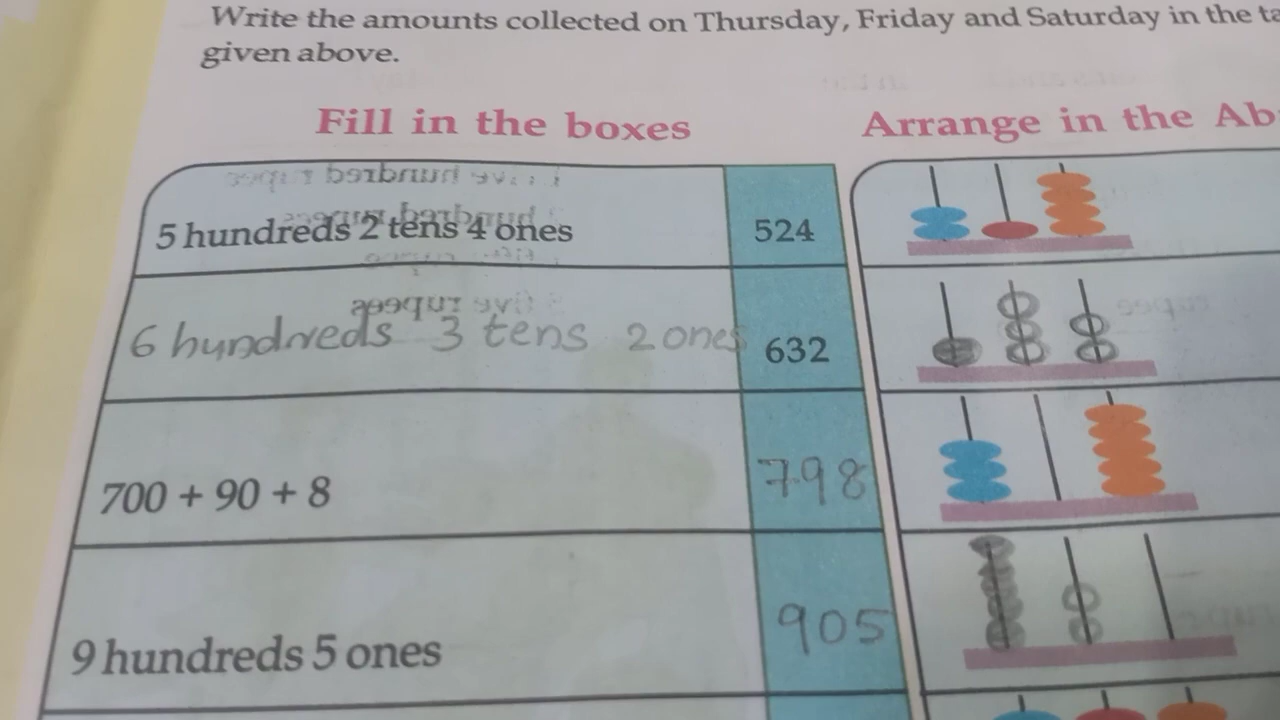 Write the amounts collected on Thursday, Friday and Saturday in the
given above.
Fill in the boxes
5 hundreds 2 tens 4 ones 524
6 hundreds 3 tens 2 ones 632
700 + 90 + 8 798
9 hundreds 5 ones 905
Arrange in the